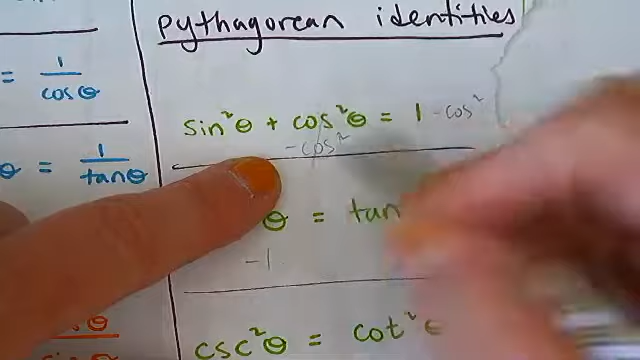 pythagorean identities
= 1/cosθ
sin²θ + cos²θ = 1 - cos²
- cos²
θ = 1/tanθ
θ = tan
-1
csc²θ = cot²θ
θ